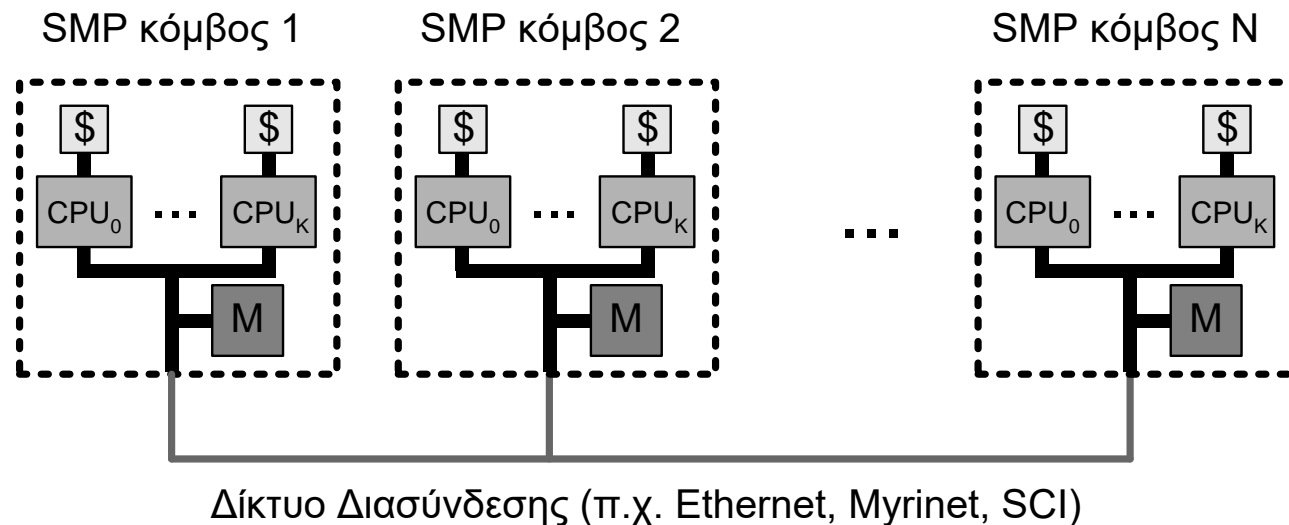 SMP κόμβος 1 SMP κόμβος 2 SMP κόμβος N
$ $ $ $ $ $
CPU0 ... CPUK CPU0 ... CPUK ... CPU0 ... CPUK
M M M
Δίκτυο Διασύνδεσης (π.χ. Ethernet, Myrinet, SCI)